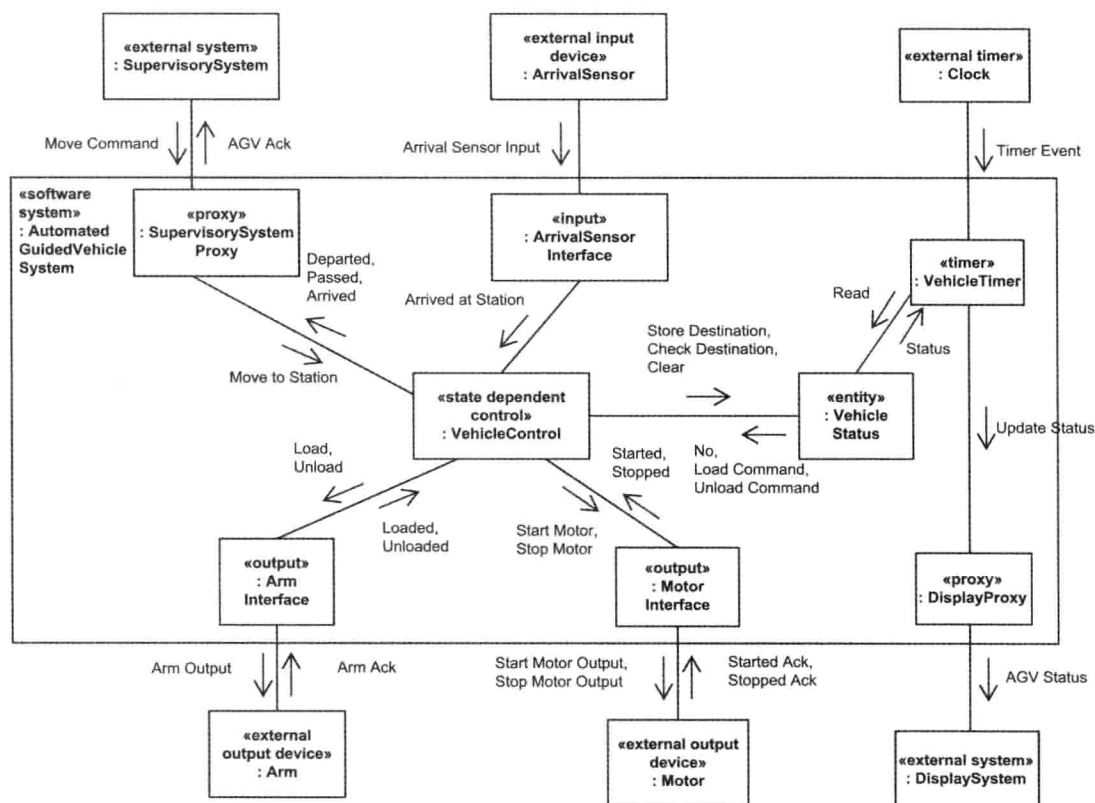 «external system»
: SupervisorySystem
«external input
device»
: ArrivalSensor
«external timer»
: Clock
Move Command
AGV Ack
Arrival Sensor Input
Timer Event
«software
system»
: Automated
GuidedVehicle
System
«proxy»
: SupervisorySystem
Proxy
«input»
: ArrivalSensor
Interface
«timer»
: VehicleTimer
Departed,
Passed,
Arrived
Arrived at Station
Read
Status
Move to Station
Store Destination,
Check Destination,
Clear
«state dependent
control»
: VehicleControl
«entity»
: Vehicle
Status
Update Status
Load,
Unload
Started,
Stopped
No,
Load Command,
Unload Command
Loaded,
Unloaded
Start Motor,
Stop Motor
«output»
: Arm
Interface
«output»
: Motor
Interface
«proxy»
: DisplayProxy
Arm Output
Arm Ack
Start Motor Output,
Stop Motor Output
Started Ack,
Stopped Ack
AGV Status
«external
output device»
: Arm
«external output
device»
: Motor
«external system»
: DisplaySystem